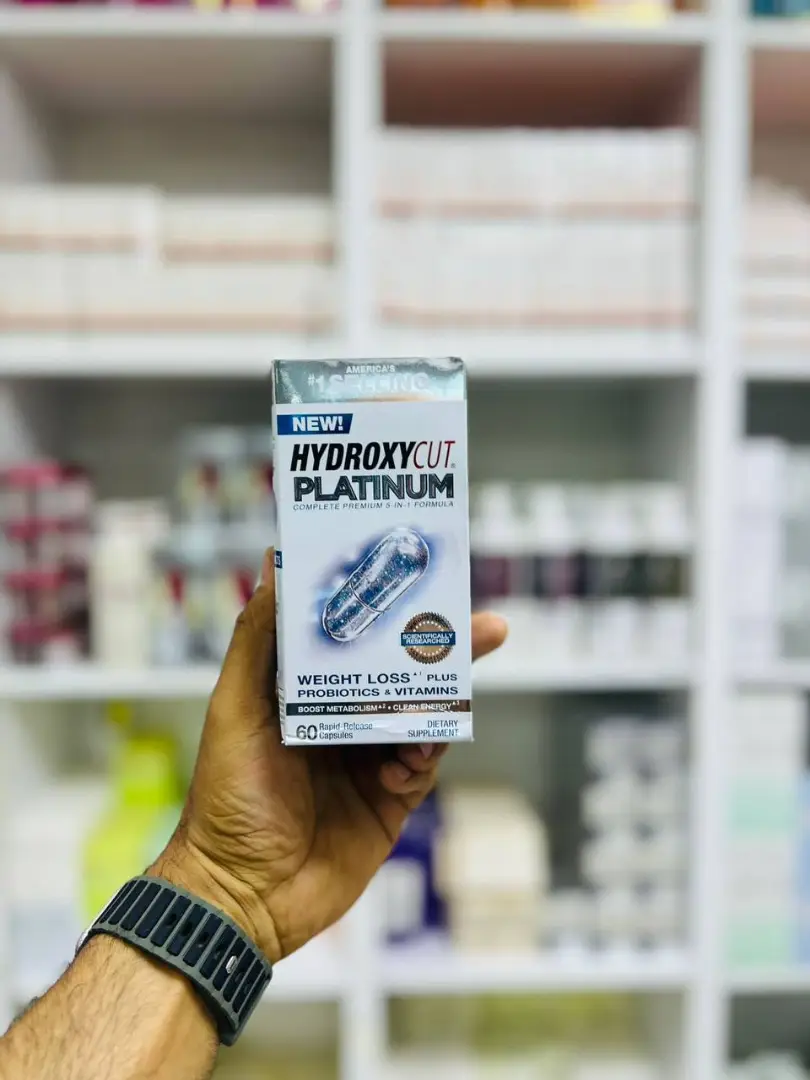 AMERICA'S
#1 SELLING
NEW!
HYDROXYCUT®
PLATINUM
COMPLETE PREMIUM 5-IN-1 FORMULA
SCIENTIFICALLY
RESEARCHED
WEIGHT LOSS▲† PLUS
PROBIOTICS & VITAMINS
BOOST METABOLISM▲‡ • CLEAN ENERGY▲‡
60 Rapid-Release
Capsules
DIETARY
SUPPLEMENT